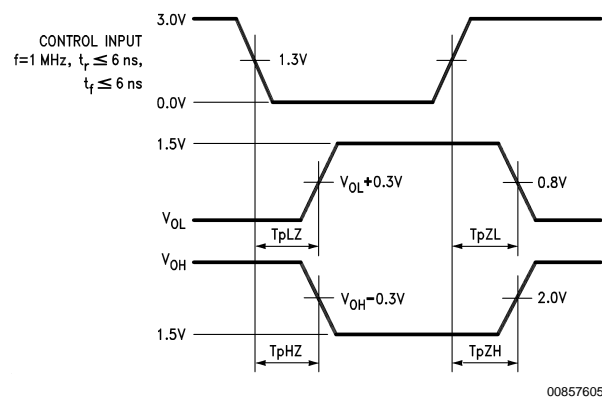 3.0V
CONTROL INPUT
f=1 MHz, tr ≤ 6 ns,
tf ≤ 6 ns
1.3V
0.0V
1.5V
VOL+0.3V
0.8V
VOL
TpLZ
TpZL
VOH
VOH−0.3V
2.0V
1.5V
TpHZ
TpZH
00857605